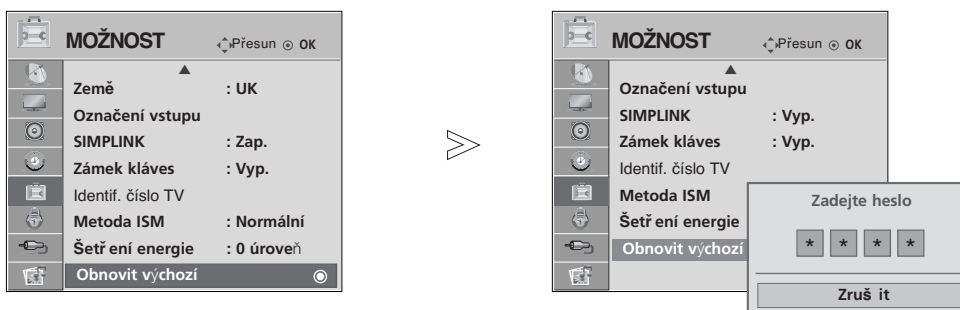 MOŽNOST Přesun OK
Země : UK
Označení vstupu
SIMPLINK : Zap.
Zámek kláves : Vyp.
Identif. číslo TV
Metoda ISM : Normální
Šetř ení energie : 0 úroveň
Obnovit výchozí
MOŽNOST Přesun OK
Označení vstupu
SIMPLINK : Vyp.
Zámek kláves : Vyp.
Identif. číslo TV
Metoda ISM
Šetř ení energie
Obnovit výchozí
Zadejte heslo
* * * *
Zruš it